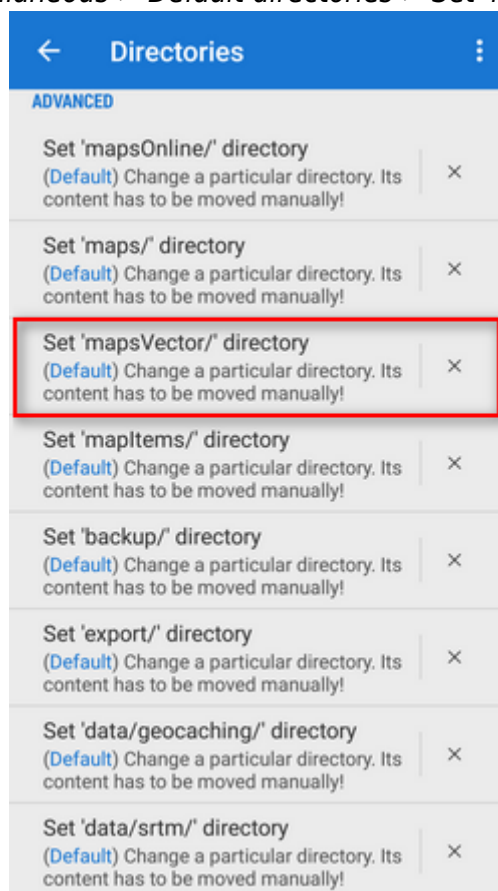 Default directories > Set
Directories
ADVANCED
Set 'mapsOnline/' directory
(Default) Change a particular directory. Its
content has to be moved manually!
Set 'maps/' directory
(Default) Change a particular directory. Its
content has to be moved manually!
Set 'mapsVector/' directory
(Default) Change a particular directory. Its
content has to be moved manually!
Set 'mapItems/' directory
(Default) Change a particular directory. Its
content has to be moved manually!
Set 'backup/' directory
(Default) Change a particular directory. Its
content has to be moved manually!
Set 'export/' directory
(Default) Change a particular directory. Its
content has to be moved manually!
Set 'data/geocaching/' directory
(Default) Change a particular directory. Its
content has to be moved manually!
Set 'data/srtm/' directory
(Default) Change a particular directory. Its
content has to be moved manually!